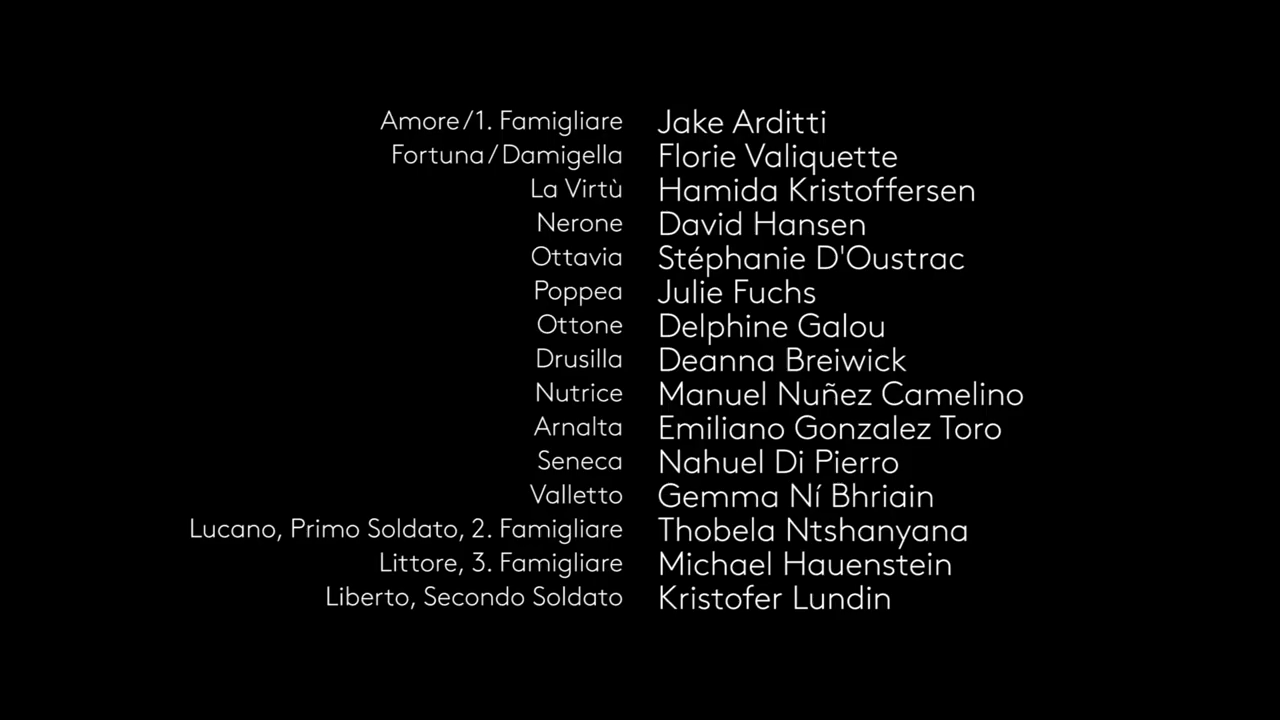 Amore/1. Famigliare Jake Arditti
Fortuna/Damigella Florie Valiquette
La Virtù Hamida Kristoffersen
Nerone David Hansen
Ottavia Stéphanie D'Oustrac
Poppea Julie Fuchs
Ottone Delphine Galou
Drusilla Deanna Breiwick
Nutrice Manuel Nuñez Camelino
Arnalta Emiliano Gonzalez Toro
Seneca Nahuel Di Pierro
Valletto Gemma Ní Bhriain
Lucano, Primo Soldato, 2. Famigliare Thobela Ntshanyana
Littore, 3. Famigliare Michael Hauenstein
Liberto, Secondo Soldato Kristofer Lundin